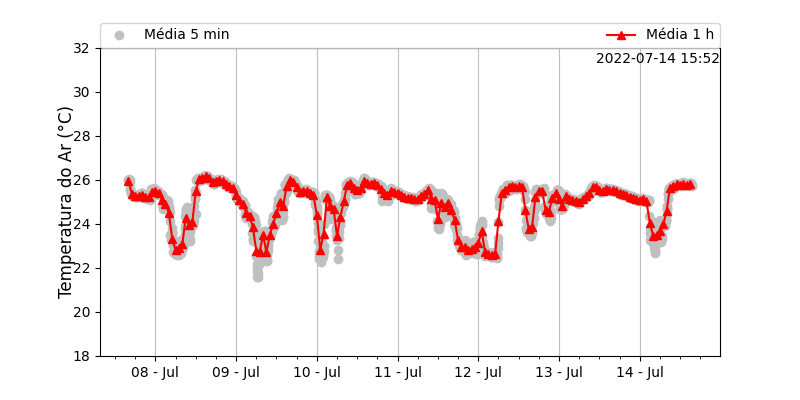 Média 5 min
Média 1 h
2022-07-14 15:52
Temperatura do Ar (°C)
32
30
28
26
24
22
20
18
08 - Jul
09 - Jul
10 - Jul
11 - Jul
12 - Jul
13 - Jul
14 - Jul